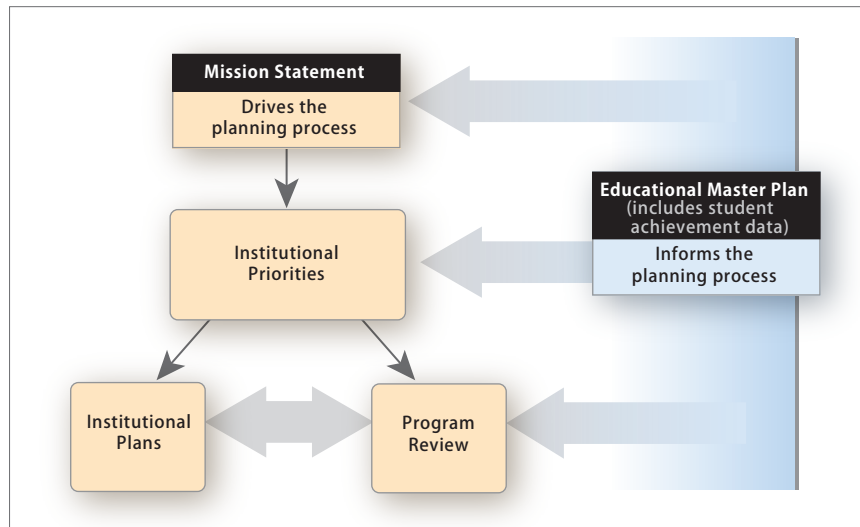 Mission Statement
Drives the
planning process
Educational Master Plan
(includes student
achievement data)
Informs the
planning process
Institutional
Priorities
Institutional
Plans
Program
Review